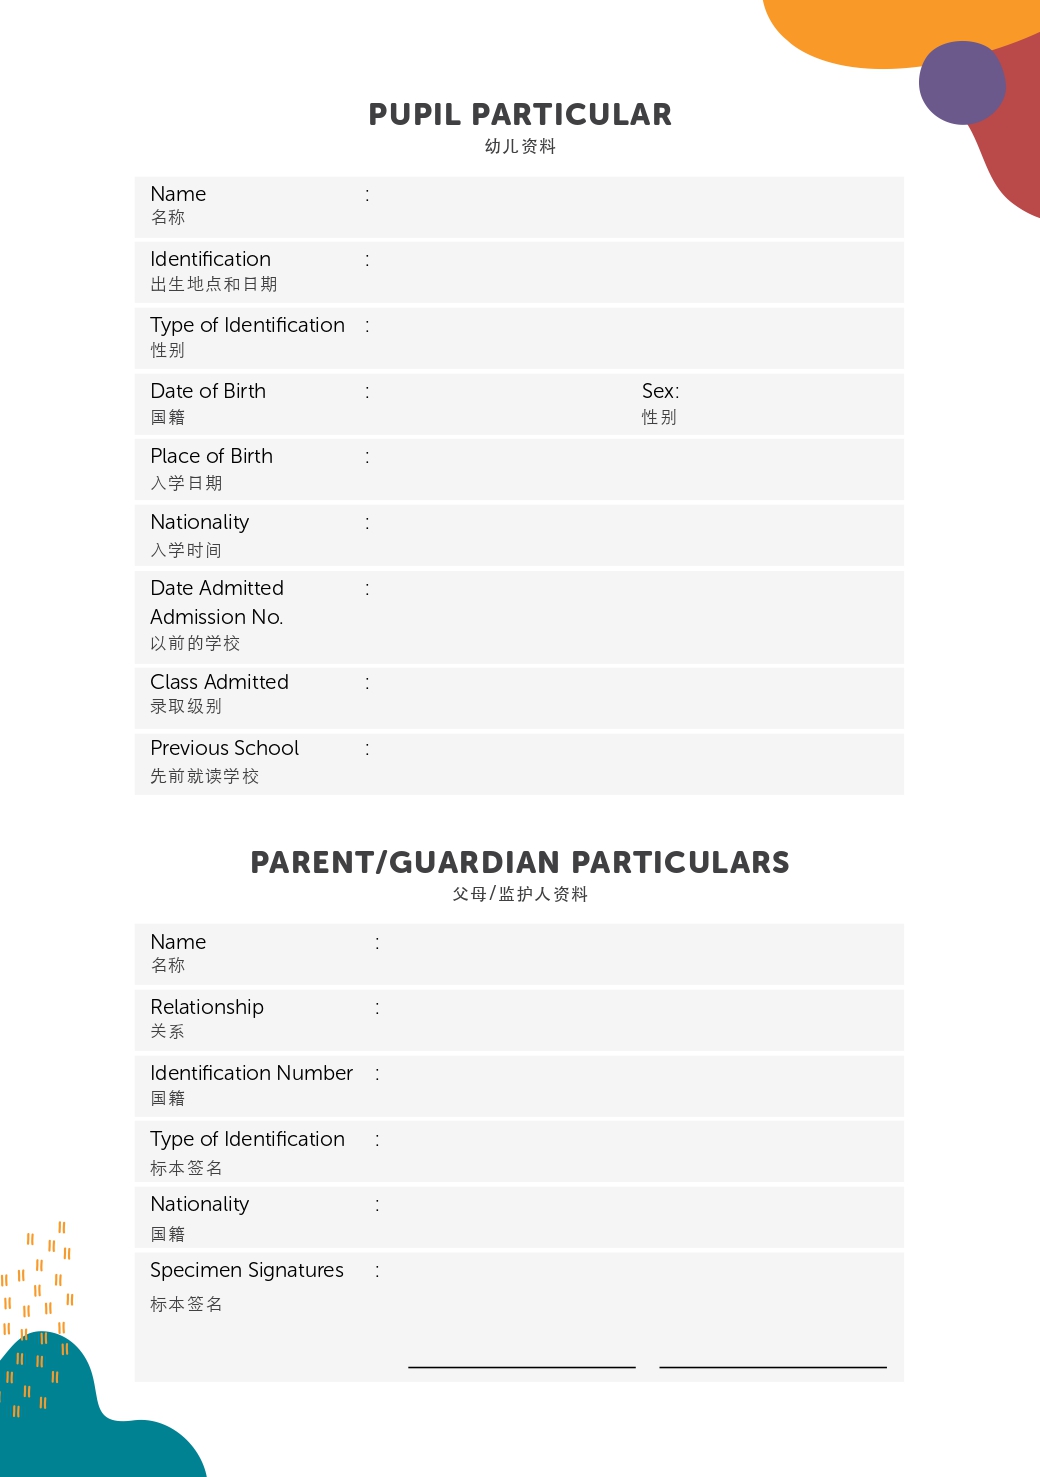 PUPIL PARTICULAR
幼儿资料
Name :
名称
Identification :
出生地点和日期
Type of Identification :
性别
Date of Birth : Sex:
国籍 性别
Place of Birth :
入学日期
Nationality :
入学时间
Date Admitted :
Admission No.
以前的学校
Class Admitted :
录取级别
Previous School :
先前就读学校
PARENT/GUARDIAN PARTICULARS
父母/监护人资料
Name :
名称
Relationship :
关系
Identification Number :
国籍
Type of Identification :
标本签名
Nationality :
国籍
Specimen Signatures :
标本签名